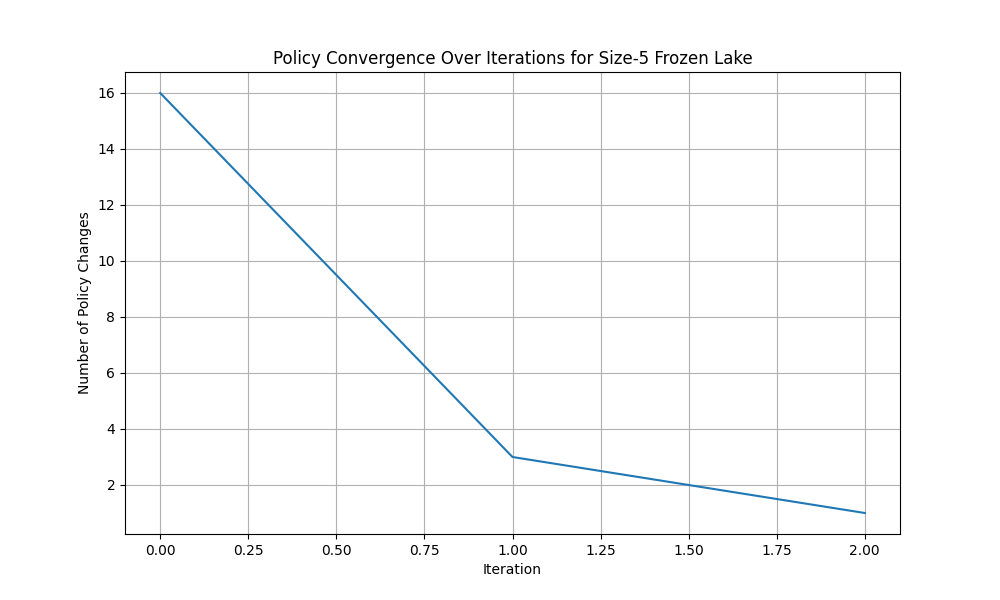 Policy Convergence Over Iterations for Size-5 Frozen Lake
Number of Policy Changes
16
14
12
10
8
6
4
2
0.00 0.25 0.50 0.75 1.00 1.25 1.50 1.75 2.00
Iteration